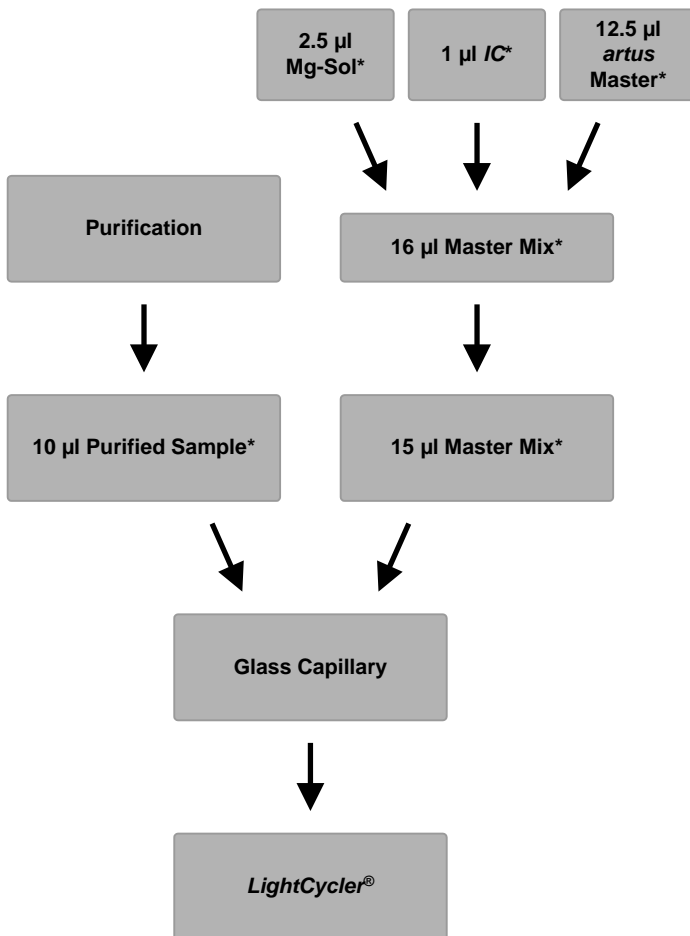 2.5 µl
Mg-Sol*
1 µl IC*
12.5 µl
artus
Master*
Purification
16 µl Master Mix*
10 µl Purified Sample*
15 µl Master Mix*
Glass Capillary
LightCycler®